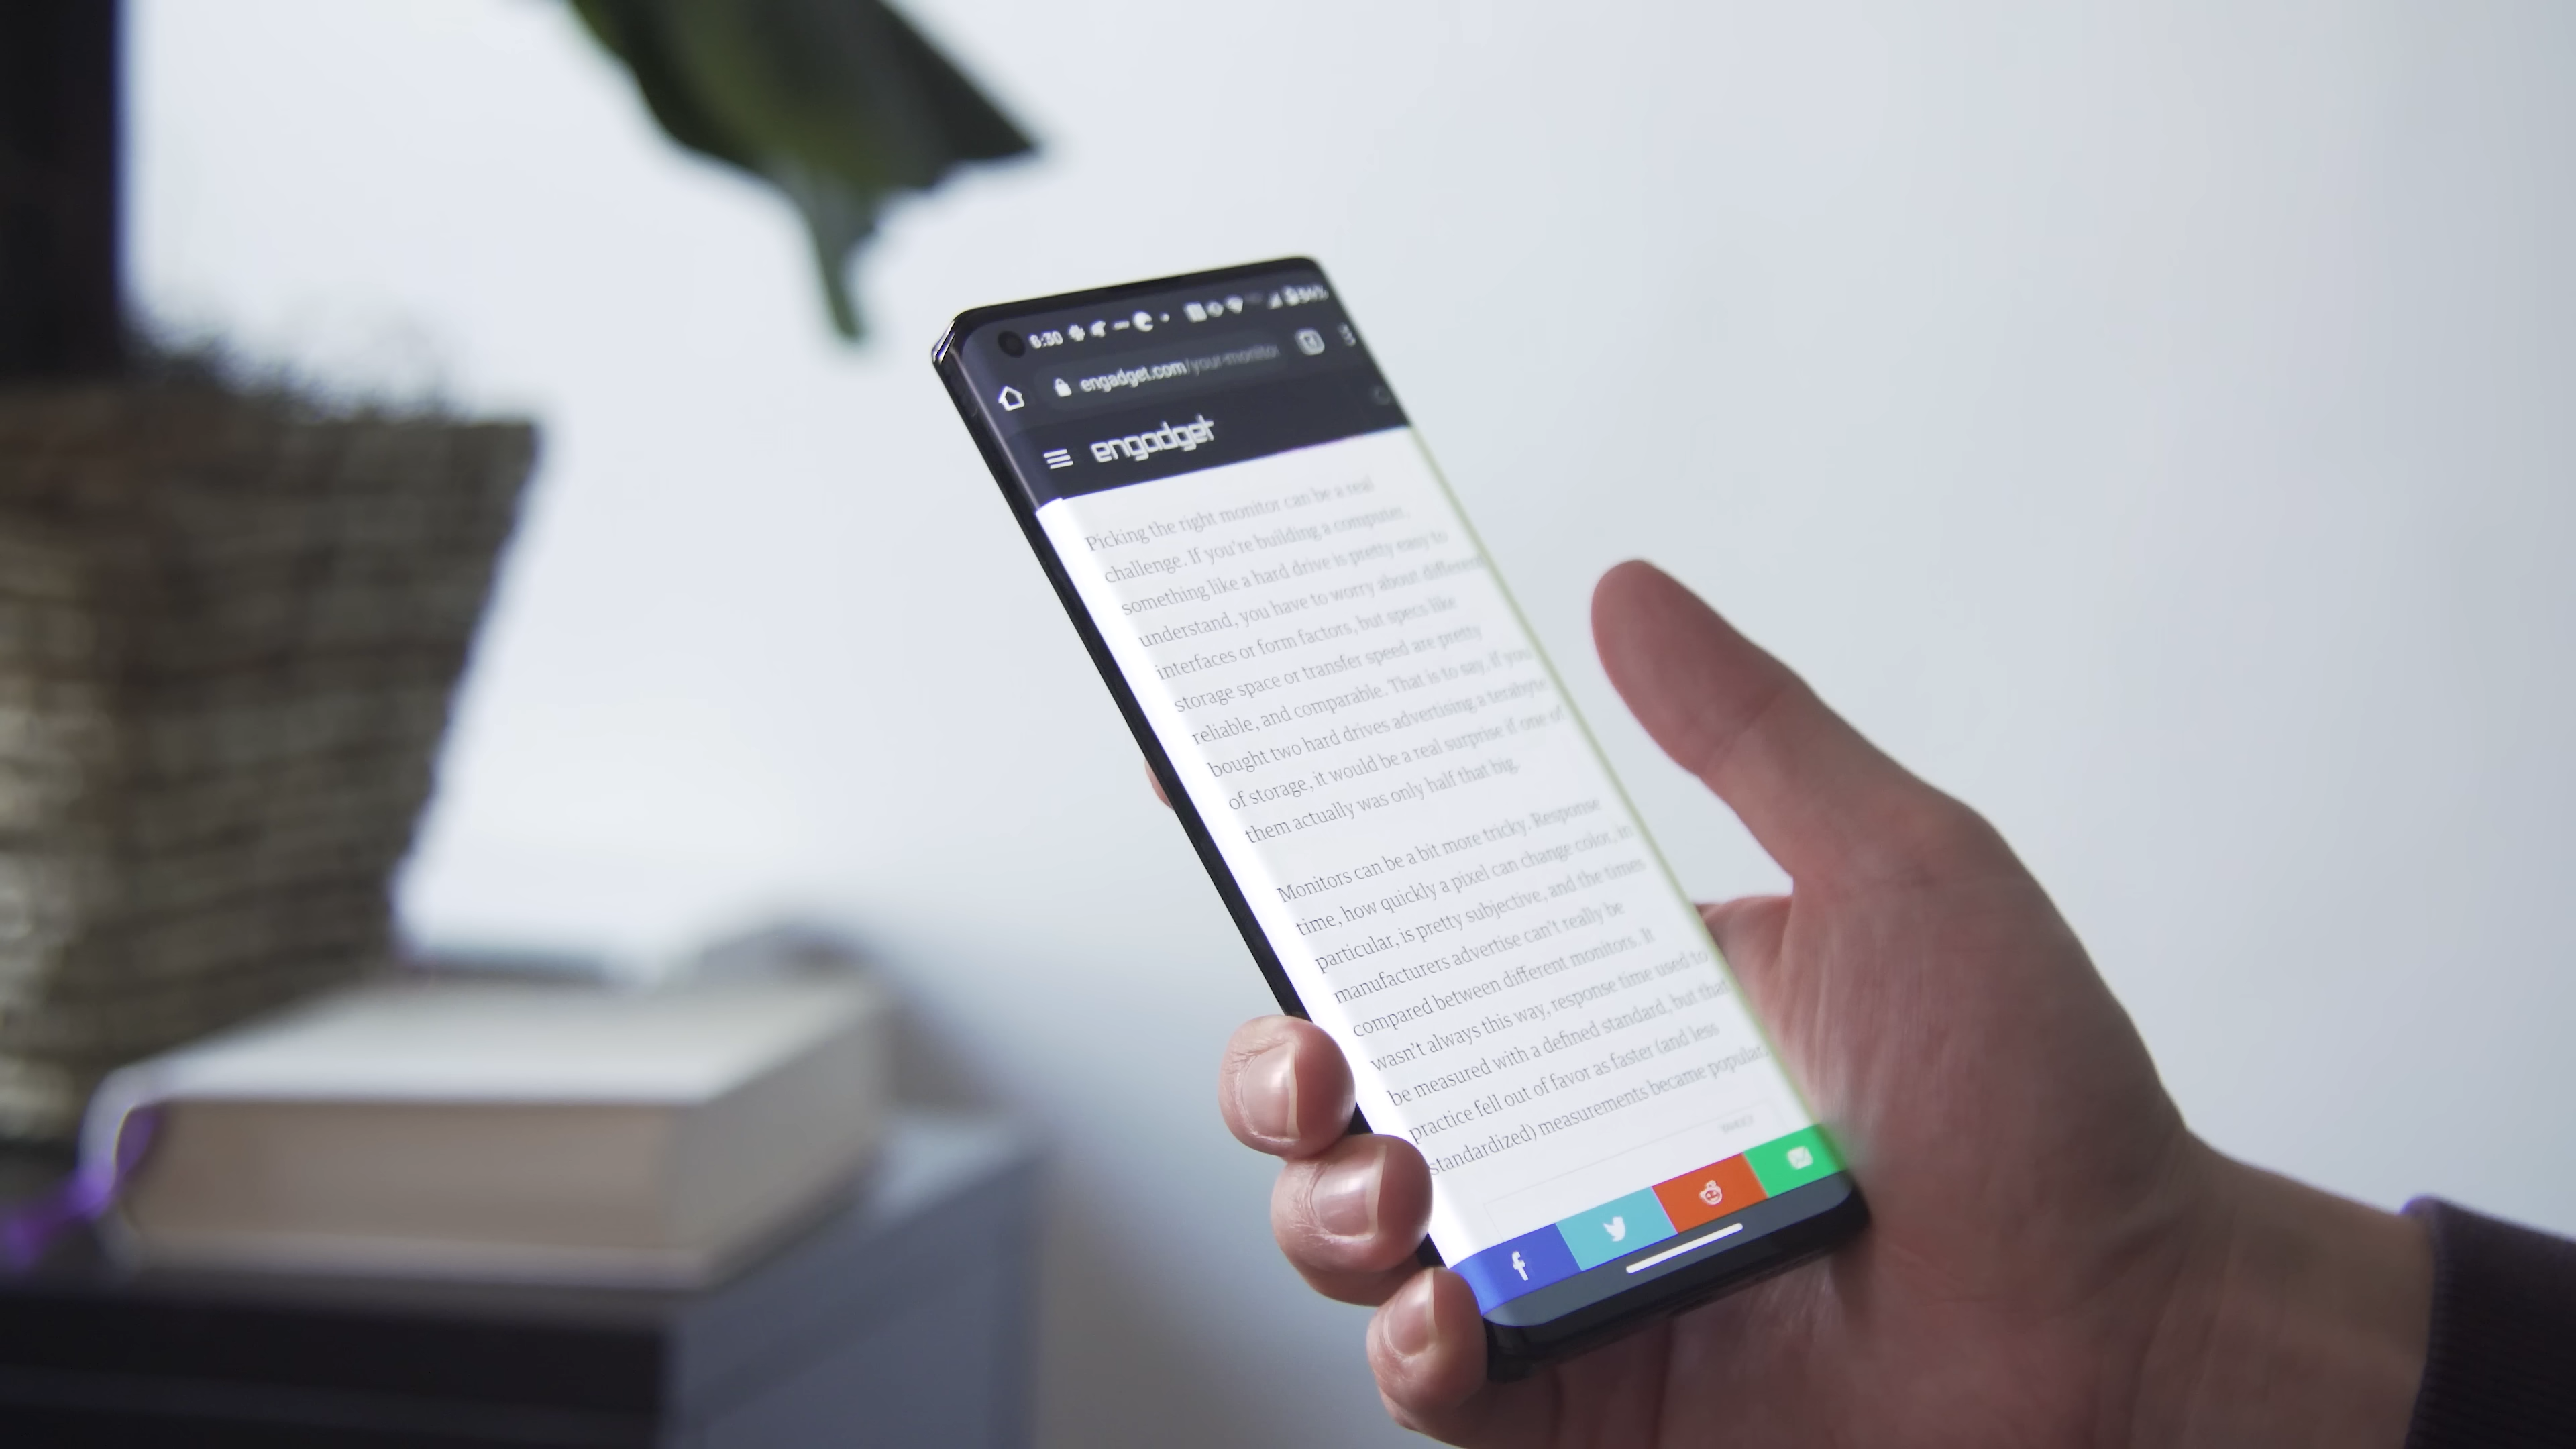 6:30
engadget.com/your-monitor
engadget
Picking the right monitor can be a real
challenge. If you're building a computer,
something like a hard drive is pretty easy to
understand, you have to worry about different
interfaces or form factors, but specs like
storage space or transfer speed are pretty
reliable, and comparable. That is to say, if you
bought two hard drives advertising a terabyte
of storage, it would be a real surprise if one of
them actually was only half that big.
Monitors can be a bit more tricky. Response
time, how quickly a pixel can change color, in
particular, is pretty subjective, and the times
manufacturers advertise can't really be
compared between different monitors. It
wasn't always this way, response time used to
be measured with a defined standard, but that
practice fell out of favor as faster (and less
standardized) measurements became popular.